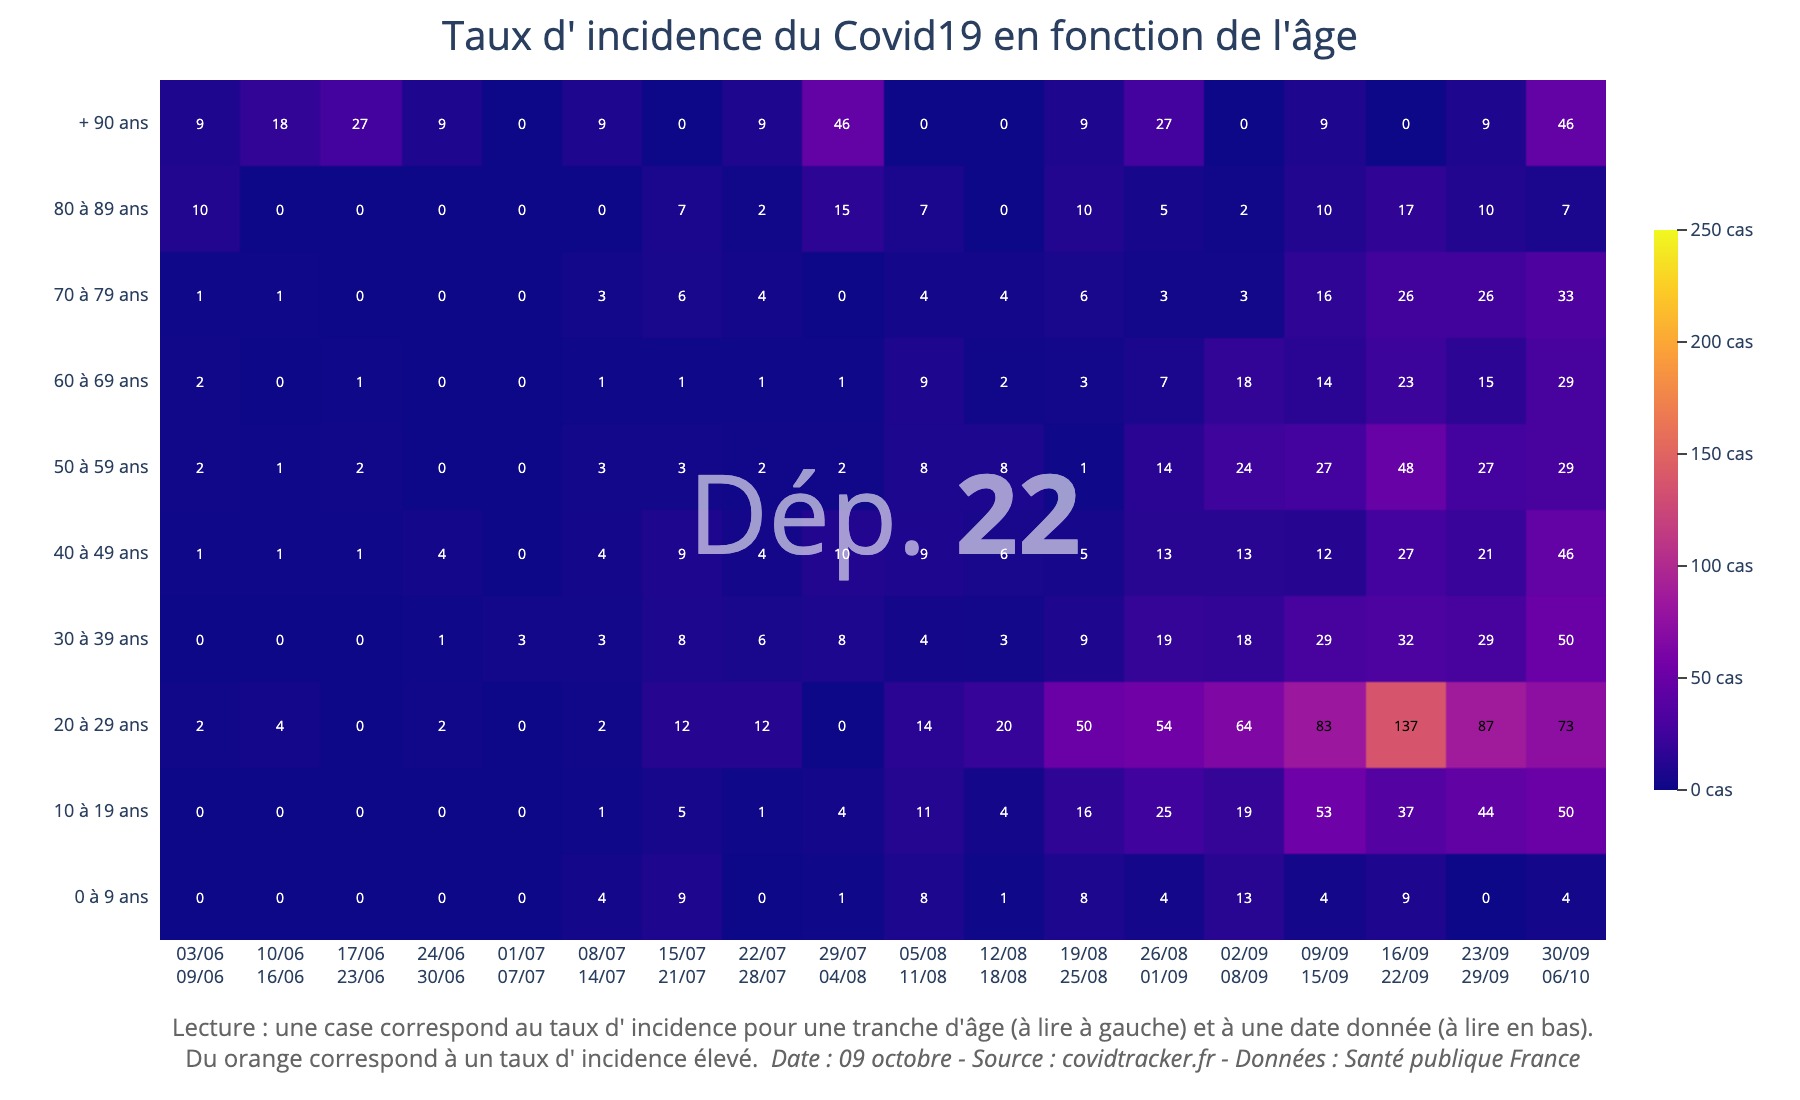 Taux d' incidence du Covid19 en fonction de l'âge
+ 90 ans 9 18 27 9 0 9 0 9 46 0 0 9 27 0 9 0 9 46
80 à 89 ans 10 0 0 0 0 0 7 2 15 7 0 10 5 2 10 17 10 7
70 à 79 ans 1 1 0 0 0 3 6 4 0 4 4 6 3 3 16 26 26 33
60 à 69 ans 2 0 1 0 0 1 1 1 1 9 2 3 7 18 14 23 15 29
50 à 59 ans 2 1 2 0 0 3 3 2 2 8 8 1 14 24 27 48 27 29
Dép. 22
40 à 49 ans 1 1 1 4 0 4 9 4 10 9 6 5 13 13 12 27 21 46
30 à 39 ans 0 0 0 1 3 3 8 6 8 4 3 9 19 18 29 32 29 50
20 à 29 ans 2 4 0 2 0 2 12 12 0 14 20 50 54 64 83 137 87 73
10 à 19 ans 0 0 0 0 0 1 5 1 4 11 4 16 25 19 53 37 44 50
0 à 9 ans 0 0 0 0 0 4 9 0 1 8 1 8 4 13 4 9 0 4
03/06 10/06 17/06 24/06 01/07 08/07 15/07 22/07 29/07 05/08 12/08 19/08 26/08 02/09 09/09 16/09 23/09 30/09
09/06 16/06 23/06 30/06 07/07 14/07 21/07 28/07 04/08 11/08 18/08 25/08 01/09 08/09 15/09 22/09 29/09 06/10
250 cas
200 cas
150 cas
100 cas
50 cas
0 cas
Lecture : une case correspond au taux d' incidence pour une tranche d'âge (à lire à gauche) et à une date donnée (à lire en bas).
Du orange correspond à un taux d' incidence élevé. Date : 09 octobre - Source : covidtracker.fr - Données : Santé publique France